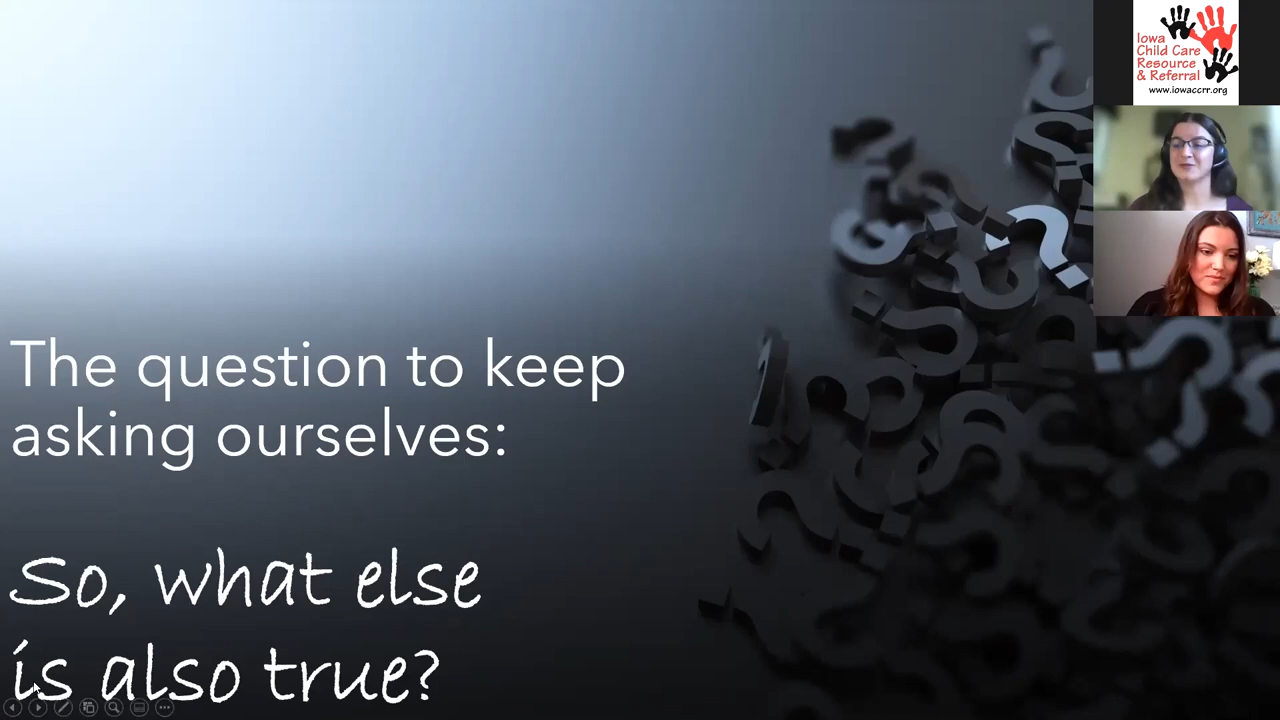 The question to keep
asking ourselves:
So, what else
is also true?
Iowa
Child Care
Resource
& Referral
www.iowaccrr.org